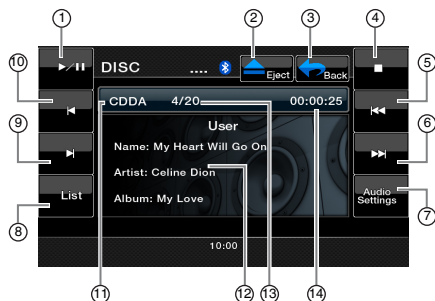 ① ② ③ ④
DISC .... Eject Back
⑩ ⑤
CDDA 4/20 00:00:25
User
⑨ ⑥
Name: My Heart Will Go On
Artist: Celine Dion
List Audio Settings
Album: My Love
⑧ ⑦
10:00
⑪ ⑫ ⑬ ⑭